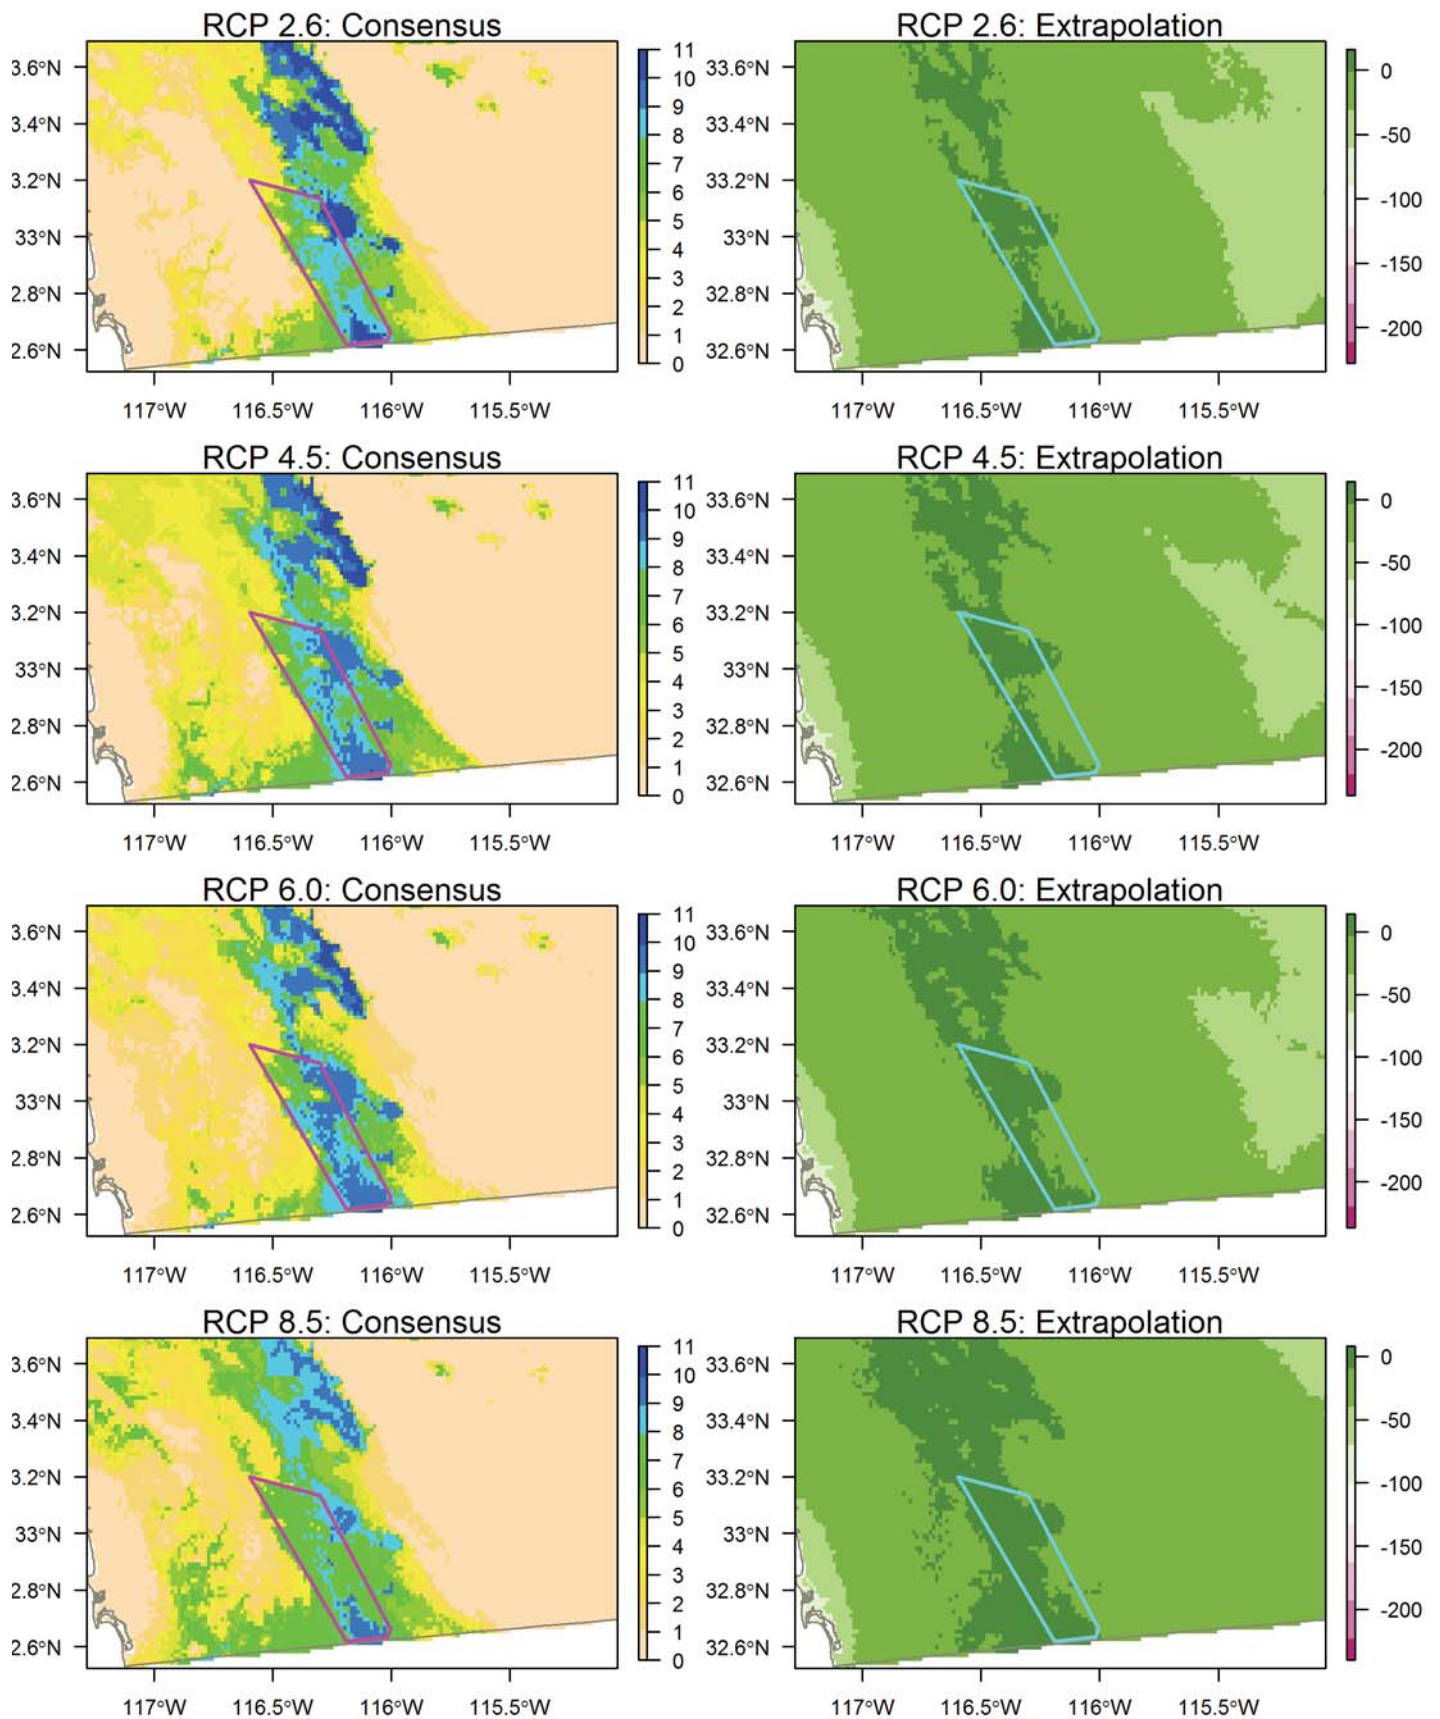 RCP 2.6: Consensus
3.6°N
3.4°N
3.2°N
33°N
2.8°N
2.6°N
117°W 116.5°W 116°W 115.5°W
11
10
9
8
7
6
5
4
3
2
1
0
RCP 2.6: Extrapolation
33.6°N
33.4°N
33.2°N
33°N
32.8°N
32.6°N
117°W 116.5°W 116°W 115.5°W
0
-50
-100
-150
-200
RCP 4.5: Consensus
3.6°N
3.4°N
3.2°N
33°N
2.8°N
2.6°N
117°W 116.5°W 116°W 115.5°W
11
10
9
8
7
6
5
4
3
2
1
0
RCP 4.5: Extrapolation
33.6°N
33.4°N
33.2°N
33°N
32.8°N
32.6°N
117°W 116.5°W 116°W 115.5°W
0
-50
-100
-150
-200
RCP 6.0: Consensus
3.6°N
3.4°N
3.2°N
33°N
2.8°N
2.6°N
117°W 116.5°W 116°W 115.5°W
11
10
9
8
7
6
5
4
3
2
1
0
RCP 6.0: Extrapolation
33.6°N
33.4°N
33.2°N
33°N
32.8°N
32.6°N
117°W 116.5°W 116°W 115.5°W
0
-50
-100
-150
-200
RCP 8.5: Consensus
3.6°N
3.4°N
3.2°N
33°N
2.8°N
2.6°N
117°W 116.5°W 116°W 115.5°W
11
10
9
8
7
6
5
4
3
2
1
0
RCP 8.5: Extrapolation
33.6°N
33.4°N
33.2°N
33°N
32.8°N
32.6°N
117°W 116.5°W 116°W 115.5°W
0
-50
-100
-150
-200